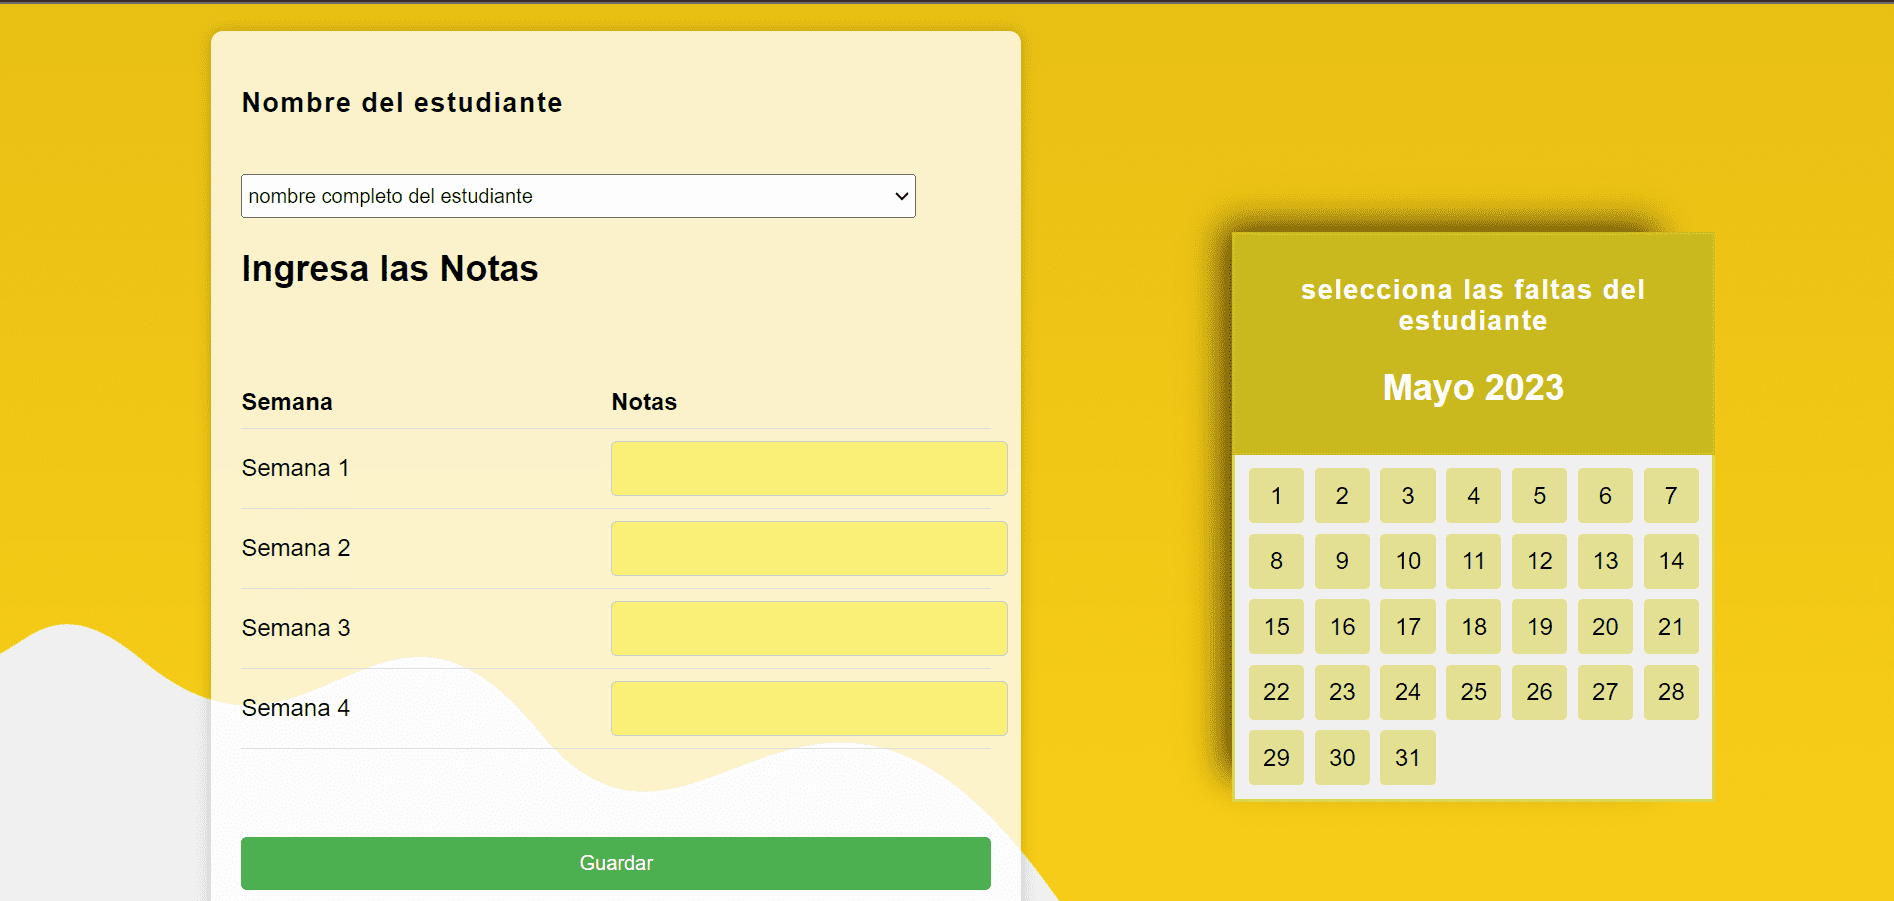 Nombre del estudiante
nombre completo del estudiante
Ingresa las Notas
Semana Notas
Semana 1
Semana 2
Semana 3
Semana 4
Guardar
selecciona las faltas del
estudiante
Mayo 2023
1 2 3 4 5 6 7
8 9 10 11 12 13 14
15 16 17 18 19 20 21
22 23 24 25 26 27 28
29 30 31